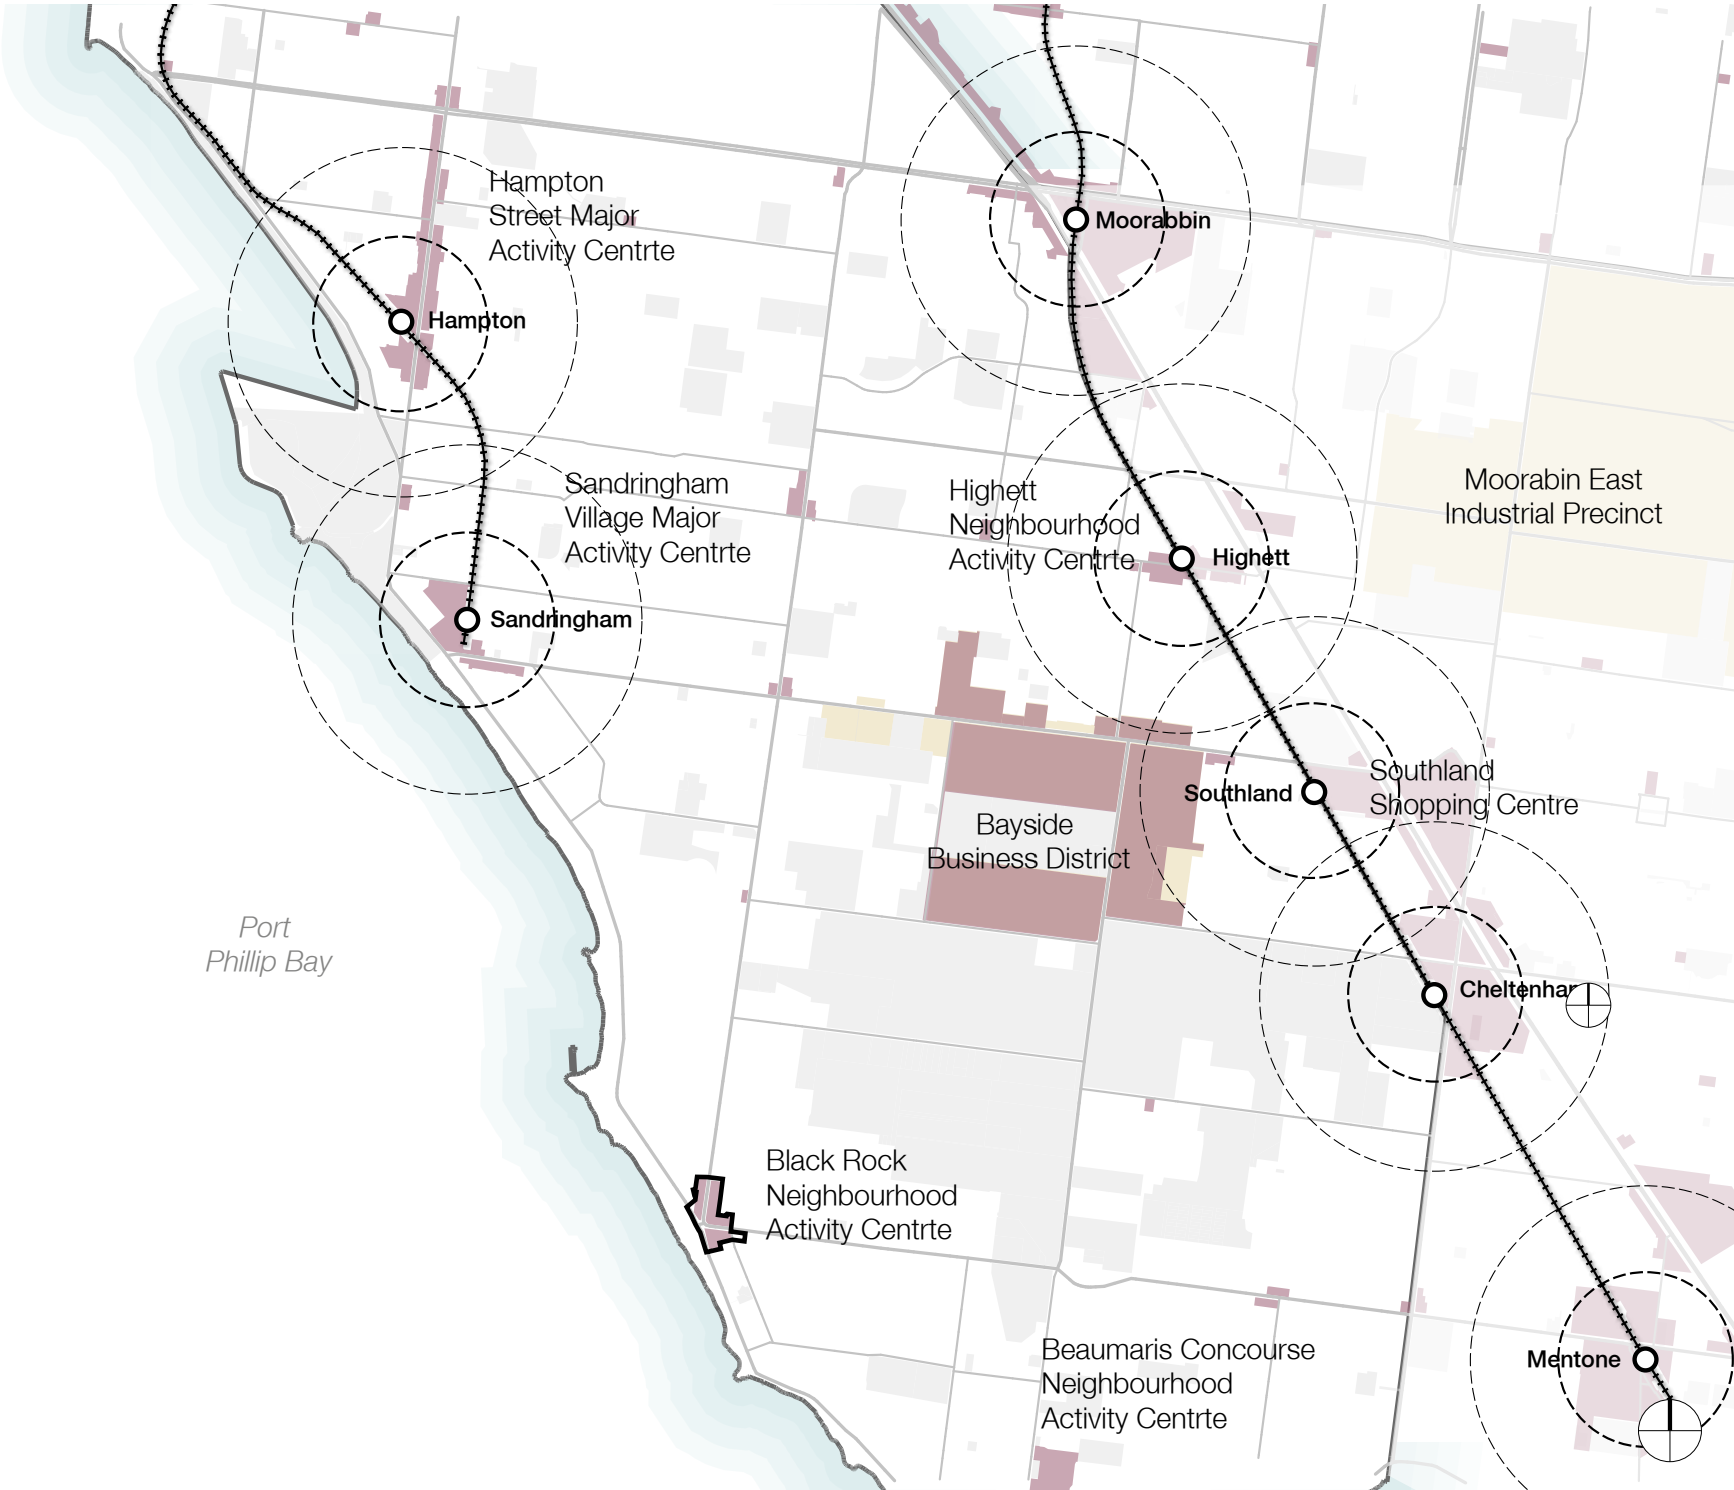 Hampton
Street Major
Activity Centrte
Moorabbin
Hampton
Sandringham
Village Major
Activity Centrte
Highett
Neighbourhood
Activity Centrte
Moorabin East
Industrial Precinct
Highett
Sandringham
Southland
Southland
Shopping Centre
Bayside
Business District
Port
Phillip Bay
Cheltenham
Black Rock
Neighbourhood
Activity Centrte
Beaumaris Concourse
Neighbourhood
Activity Centrte
Mentone